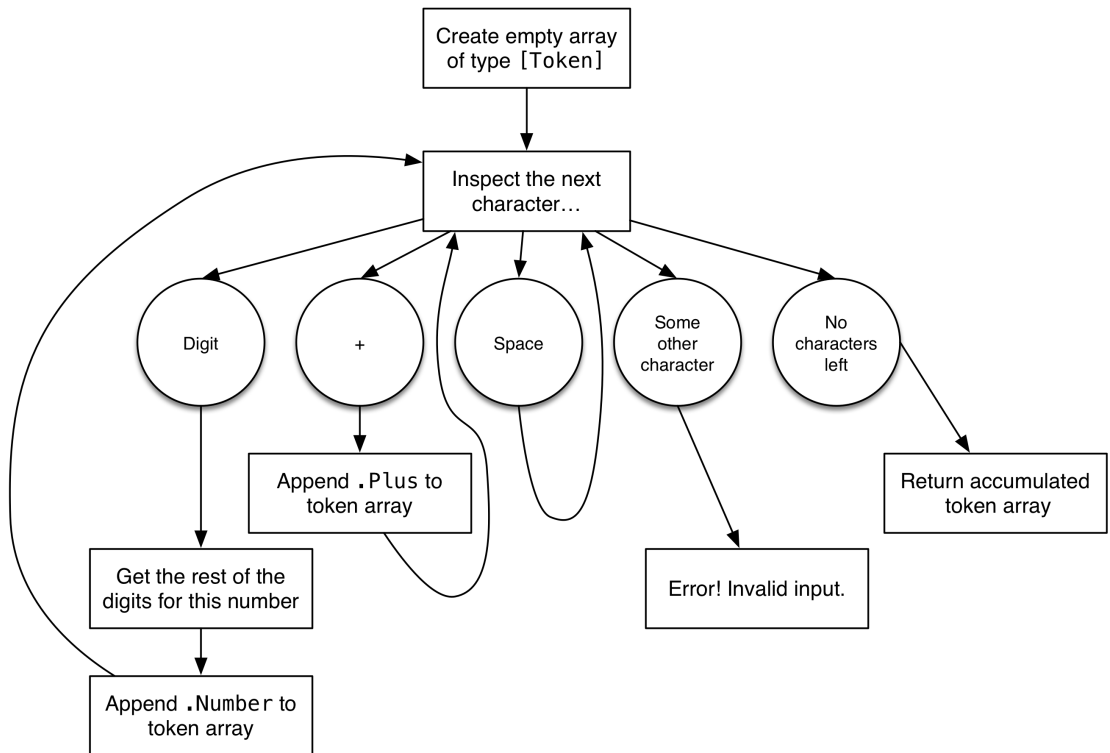 Create empty array
of type [Token]
Inspect the next
character…
Digit
+
Space
Some
other
character
No
characters
left
Append .Plus to
token array
Return accumulated
token array
Get the rest of the
digits for this number
Error! Invalid input.
Append .Number to
token array